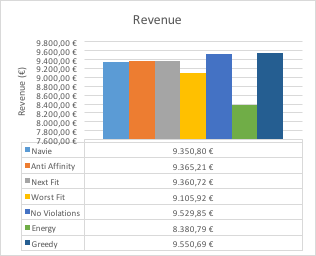 Revenue
Revenue (€)
9.800,00 €
9.600,00 €
9.400,00 €
9.200,00 €
9.000,00 €
8.800,00 €
8.600,00 €
8.400,00 €
8.200,00 €
8.000,00 €
7.800,00 €
7.600,00 €
Navie 9.350,80 €
Anti Affinity 9.365,21 €
Next Fit 9.360,72 €
Worst Fit 9.105,92 €
No Violations 9.529,85 €
Energy 8.380,79 €
Greedy 9.550,69 €